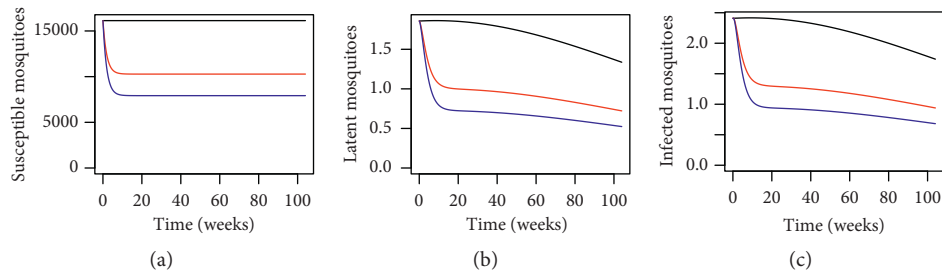 Susceptible mosquitoes
15000
5000
0
0 20 40 60 80 100
Time (weeks)
(a)
Latent mosquitoes
1.5
1.0
0.5
0.0
0 20 40 60 80 100
Time (weeks)
(b)
Infected mosquitoes
2.0
1.0
0.0
0 20 40 60 80 100
Time (weeks)
(c)